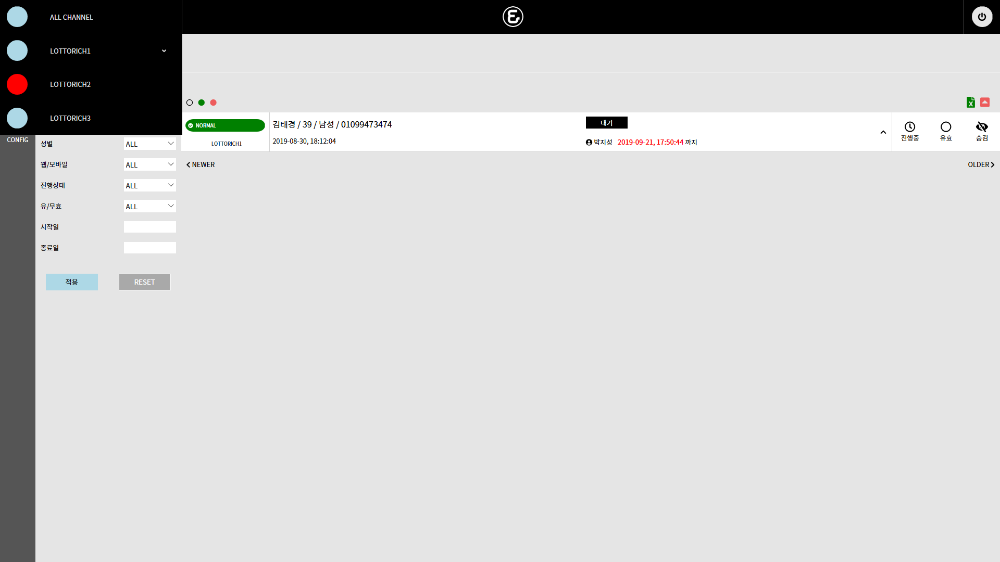 ALL CHANNEL
LOTTORICH1
LOTTORICH2
LOTTORICH3
CONFIG
성별 ALL
웹/모바일 ALL
진행상태 ALL
유/무효 ALL
시작일
종료일
적용 RESET
NORMAL
LOTTORICH1
김태경 / 39 / 남성 / 01099473474
2019-08-30, 18:12:04
대기
박지성 2019-09-21, 17:50:44 까지
진행중 유효 숨김
NEWER OLDER